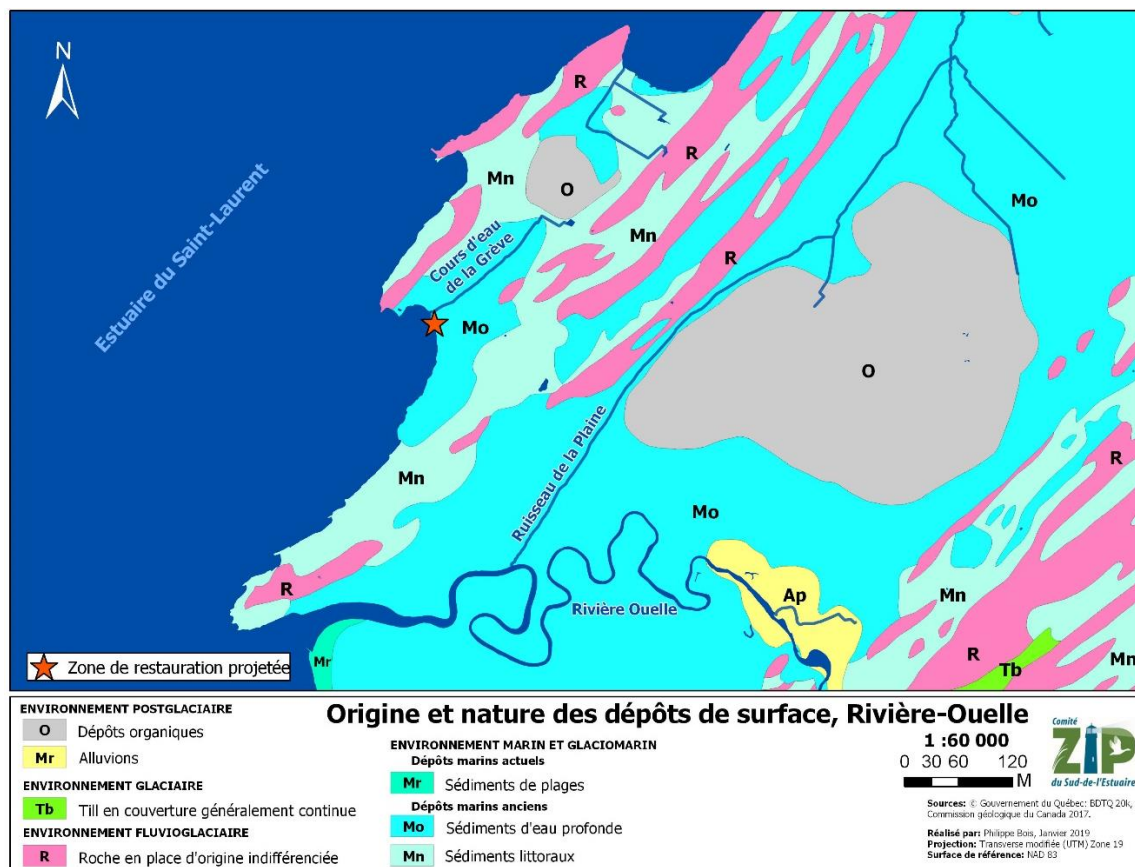 N
Estuaire du Saint-Laurent
R
Mn
O
R
Mn
Cours d'eau
de la Grève
Mo
R
Mo
O
R
Mn
Ruisseau de la Plaine
Mo
R
Rivière Ouelle
Ap
Mn
R
Tb
Mn
Mr
Zone de restauration projetée
Origine et nature des dépôts de surface, Rivière-Ouelle
ENVIRONNEMENT POSTGLACIAIRE
O Dépôts organiques
Mr Alluvions
ENVIRONNEMENT GLACIAIRE
Tb Till en couverture généralement continue
ENVIRONNEMENT FLUVIOGLACIAIRE
R Roche en place d'origine indifférenciée
ENVIRONNEMENT MARIN ET GLACIOMARIN
Dépôts marins actuels
Mr Sédiments de plages
Dépôts marins anciens
Mo Sédiments d'eau profonde
Mn Sédiments littoraux
1 :60 000
0 30 60 120
M
Comité
ZIP
du Sud-de-l'Estuaire
Sources: © Gouvernement du Québec: BDTQ 20k,
Commission géologique du Canada 2017.
Réalisé par: Philippe Bois, Janvier 2019
Projection: Transverse modifiée (UTM) Zone 19
Surface de référence: NAD 83